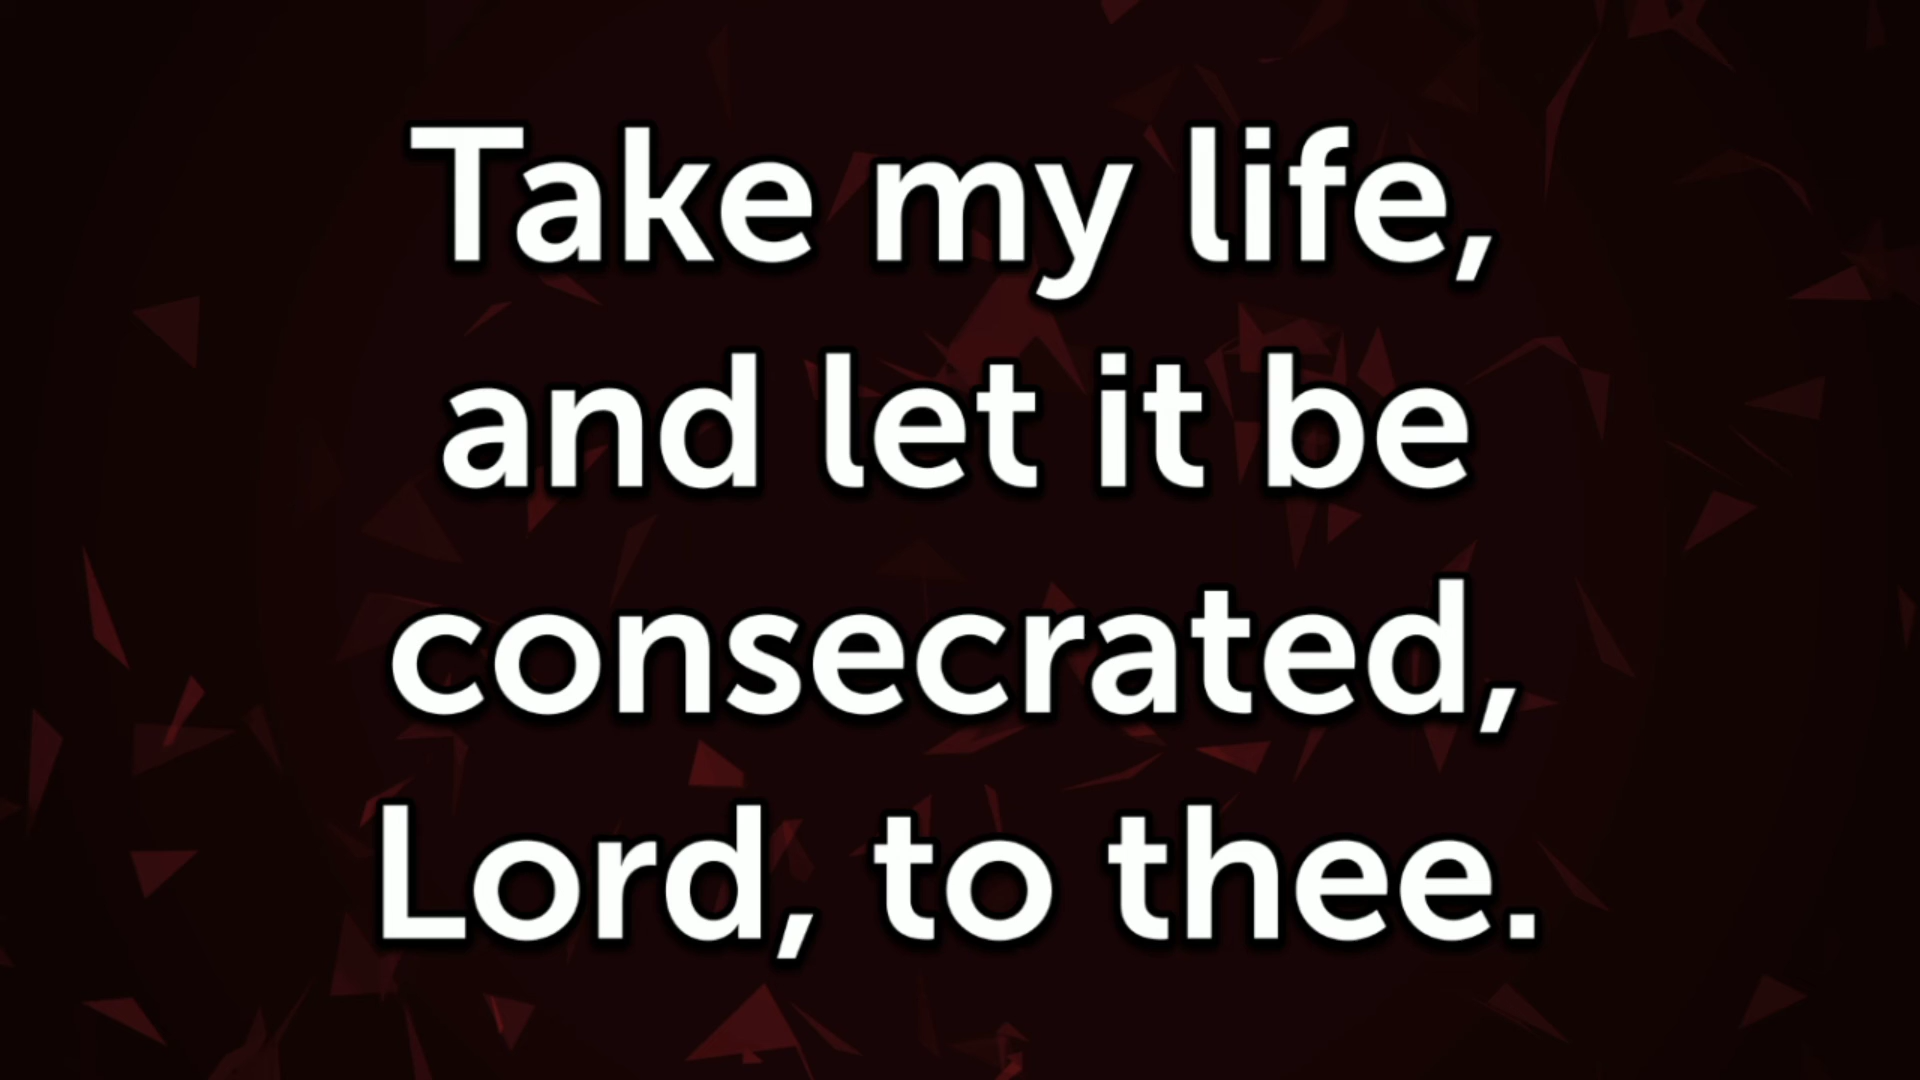 Take my life,
and let it be
consecrated,
Lord, to thee.